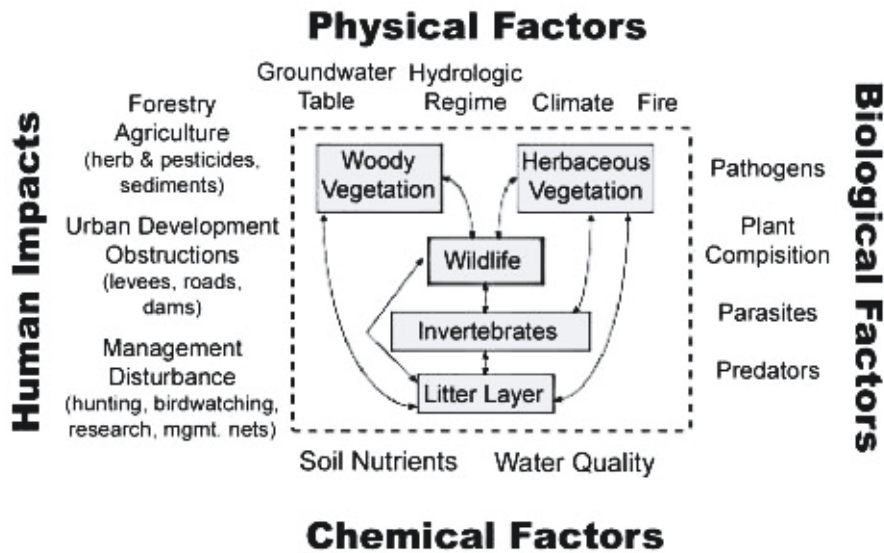 Physical Factors
Groundwater Hydrologic
Table Regime Climate Fire
Human Impacts
Forestry
Agriculture
(herb & pesticides,
sediments)
Urban Development
Obstructions
(levees, roads,
dams)
Management
Disturbance
(hunting, birdwatching,
research, mgmt. nets)
Woody
Vegetation
Herbaceous
Vegetation
Wildlife
Invertebrates
Litter Layer
Biological Factors
Pathogens
Plant
Compisition
Parasites
Predators
Soil Nutrients Water Quality
Chemical Factors